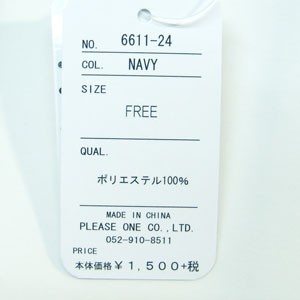 NO. 6611-24
COL. NAVY
SIZE
FREE
QUAL.
ポリエステル100%
MADE IN CHINA
PLEASE ONE CO.,LTD.
052-910-8511
PRICE
本体価格¥1,500+税